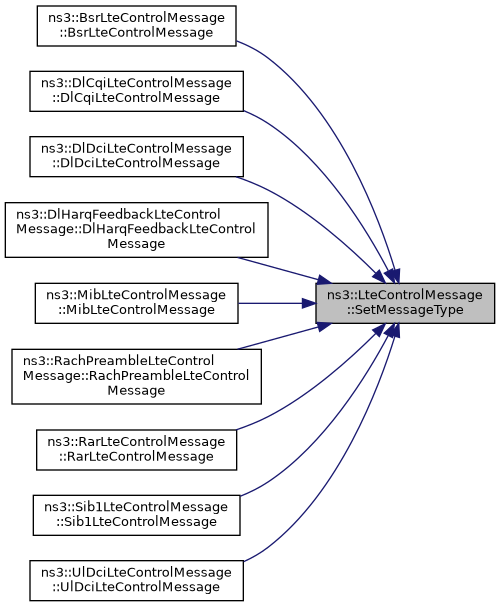 ns3::BsrLteControlMessage
::BsrLteControlMessage
ns3::DlCqiLteControlMessage
::DlCqiLteControlMessage
ns3::DlDciLteControlMessage
::DlDciLteControlMessage
ns3::DlHarqFeedbackLteControl
Message::DlHarqFeedbackLteControl
Message
ns3::MibLteControlMessage
::MibLteControlMessage
ns3::RachPreambleLteControl
Message::RachPreambleLteControl
Message
ns3::RarLteControlMessage
::RarLteControlMessage
ns3::Sib1LteControlMessage
::Sib1LteControlMessage
ns3::UlDciLteControlMessage
::UlDciLteControlMessage
ns3::LteControlMessage
::SetMessageType